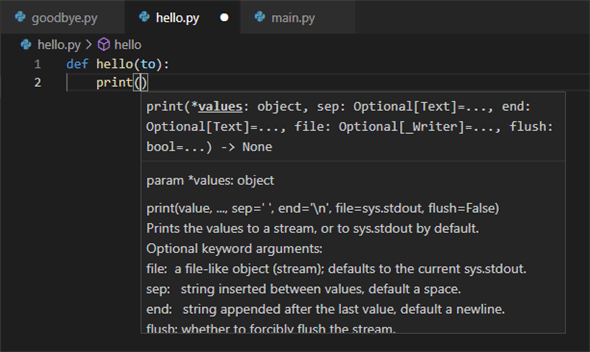 goodbye.py hello.py main.py
hello.py > hello
1 def hello(to):
2 print()
print(*values: object, sep: Optional[Text]=..., end:
Optional[Text]=..., file: Optional[_Writer]=..., flush:
bool=...) -> None
param *values: object
print(value, ..., sep=' ', end='\n', file=sys.stdout, flush=False)
Prints the values to a stream, or to sys.stdout by default.
Optional keyword arguments:
file: a file-like object (stream); defaults to the current sys.stdout.
sep: string inserted between values, default a space.
end: string appended after the last value, default a newline.
flush: whether to forcibly flush the stream.